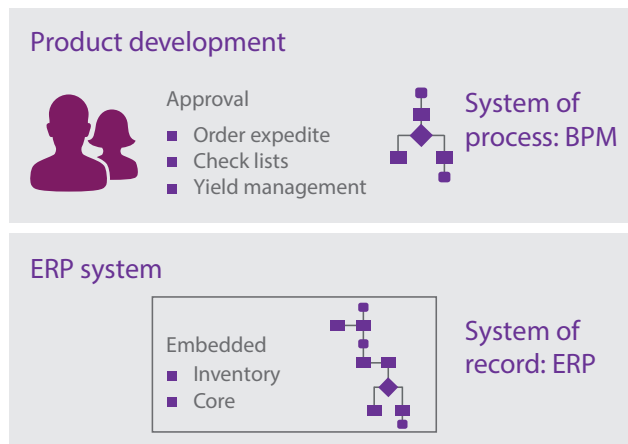 Product development
Approval
Order expedite
Check lists
Yield management
System of
process: BPM
ERP system
Embedded
Inventory
Core
System of
record: ERP